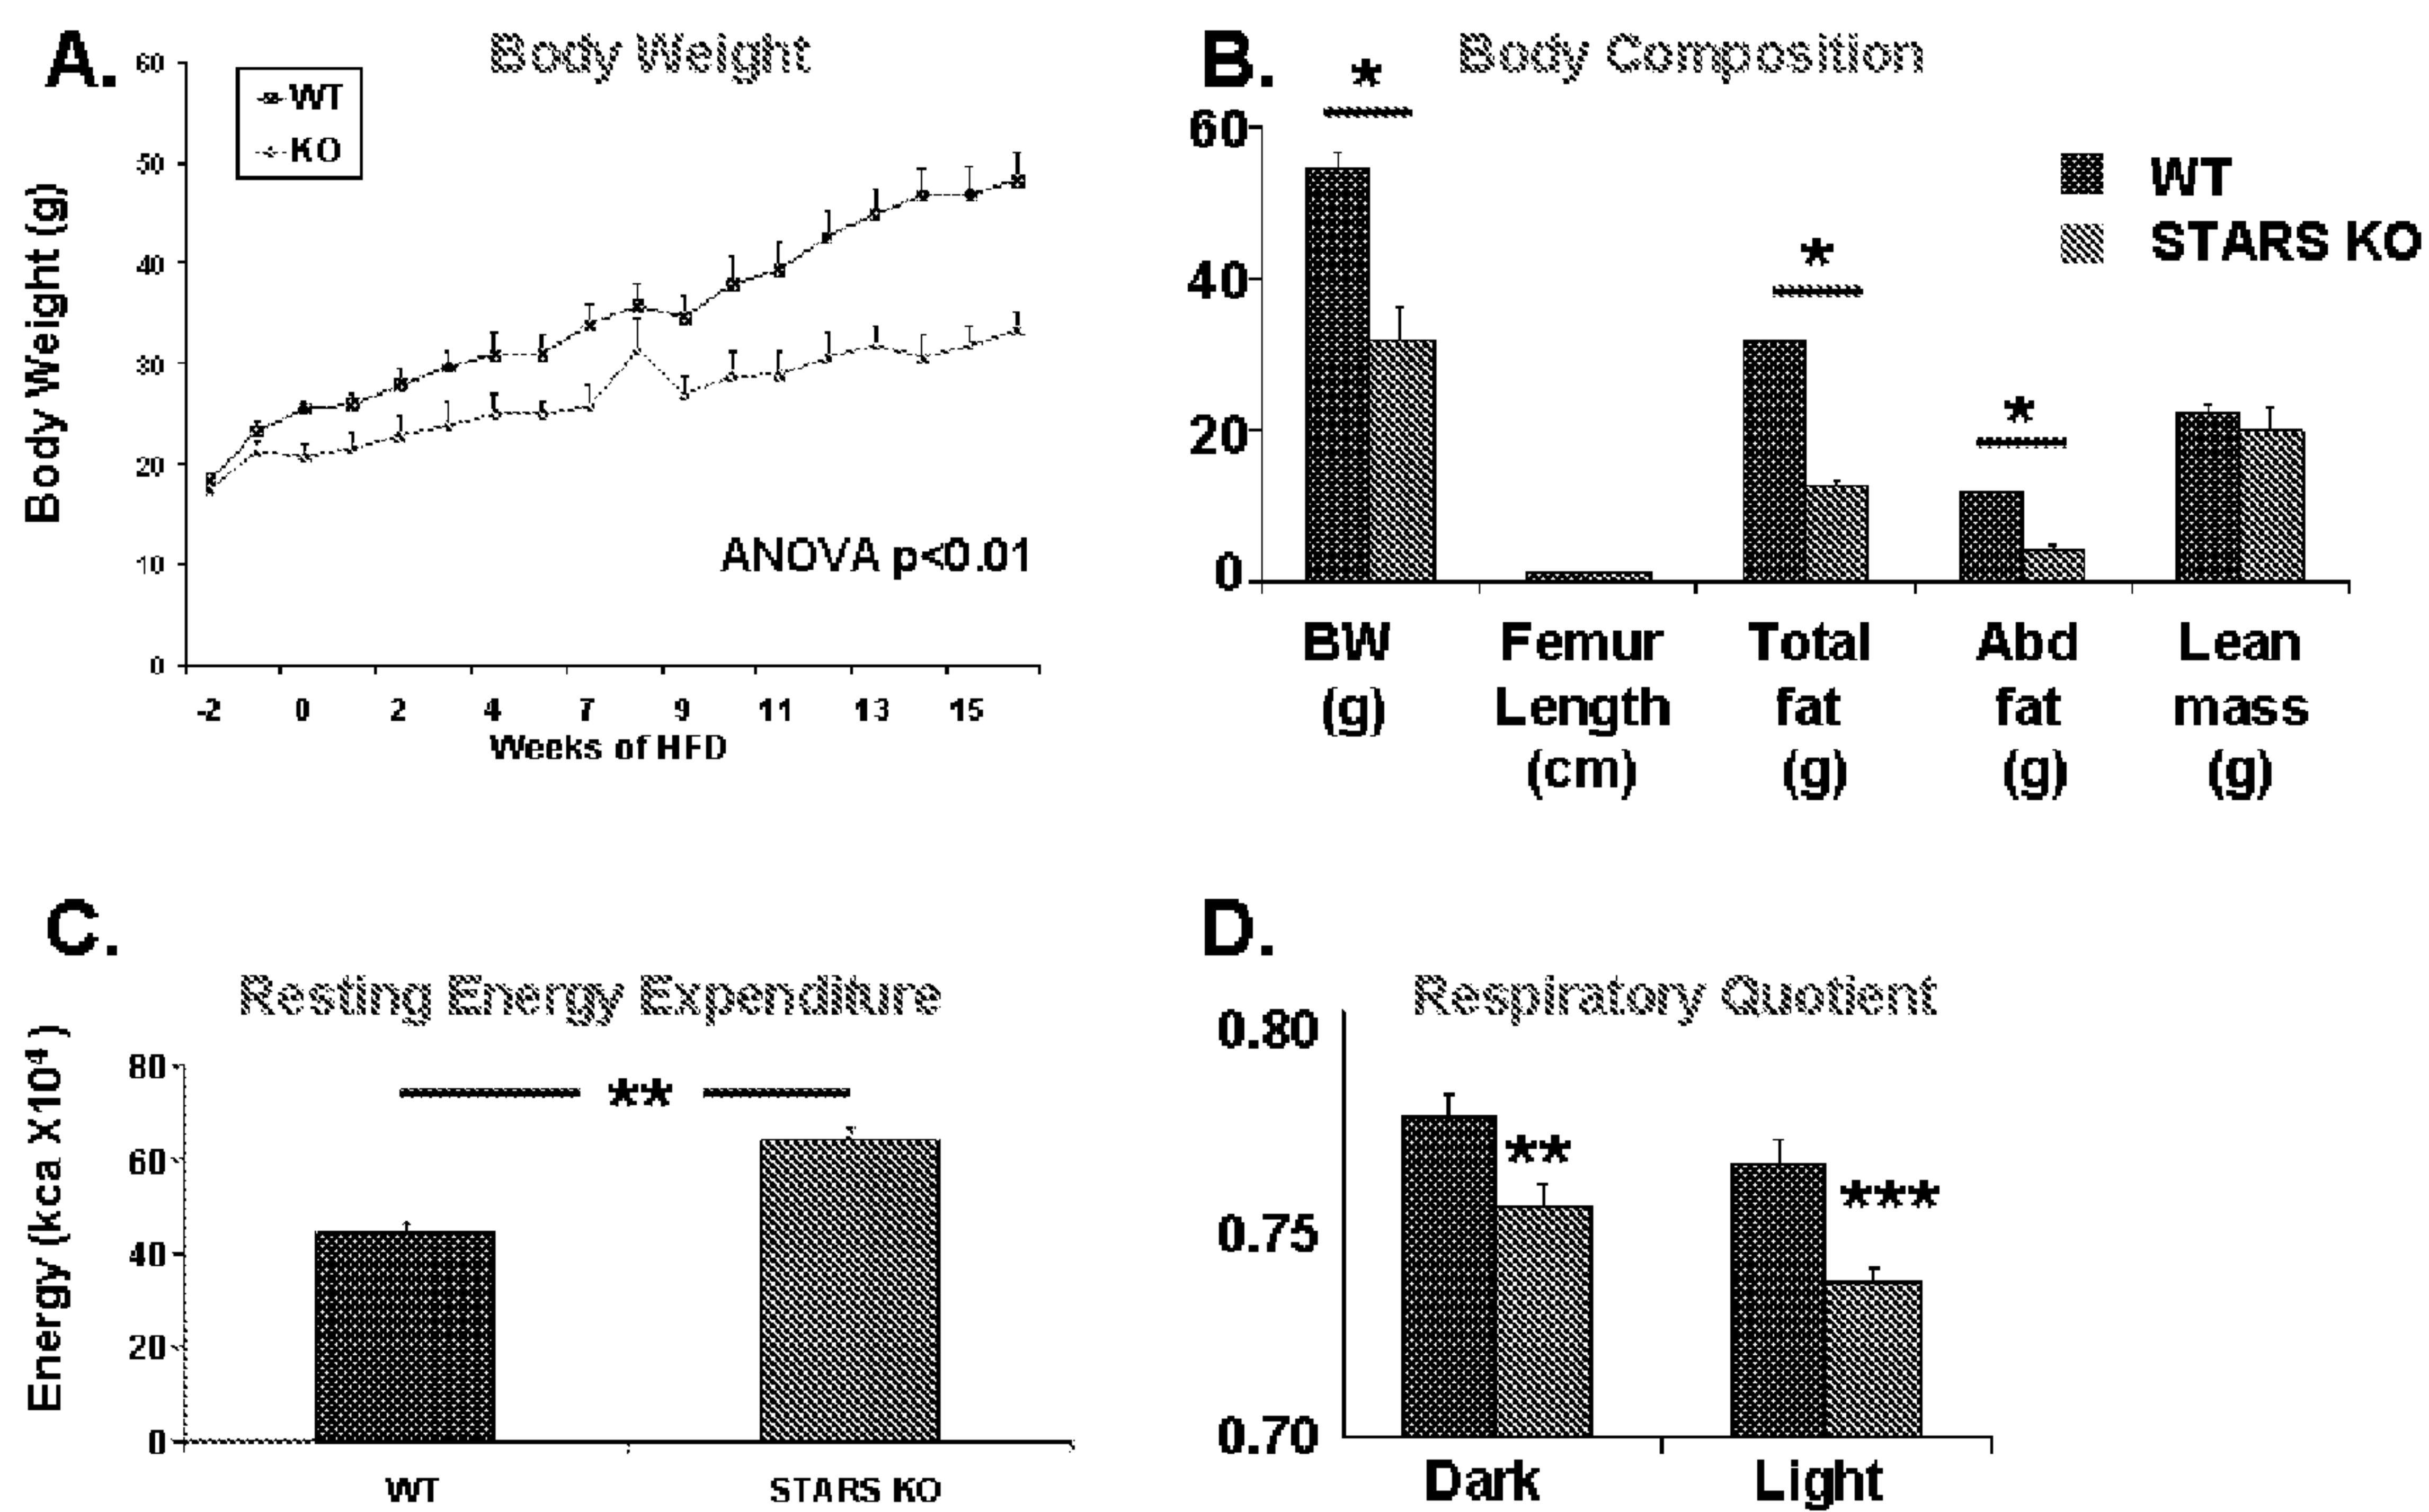 A.
Body Weight
60
50
40
30
20
10
0
Body Weight (g)
WT
KO
ANOVA p<0.01
-2 0 2 4 7 9 11 13 15
Weeks of HFD
B.
Body Composition
60
40
20
0
*
*
*
WT
STARS KO
BW
(g)
Femur
Length
(cm)
Total
fat
(g)
Abd
fat
(g)
Lean
mass
(g)
C.
Resting Energy Expenditure
Energy (kca X10⁴)
80
60
40
20
0
**
WT STARS KO
D.
Respiratory Quotient
0.80
0.75
0.70
**
***
Dark Light